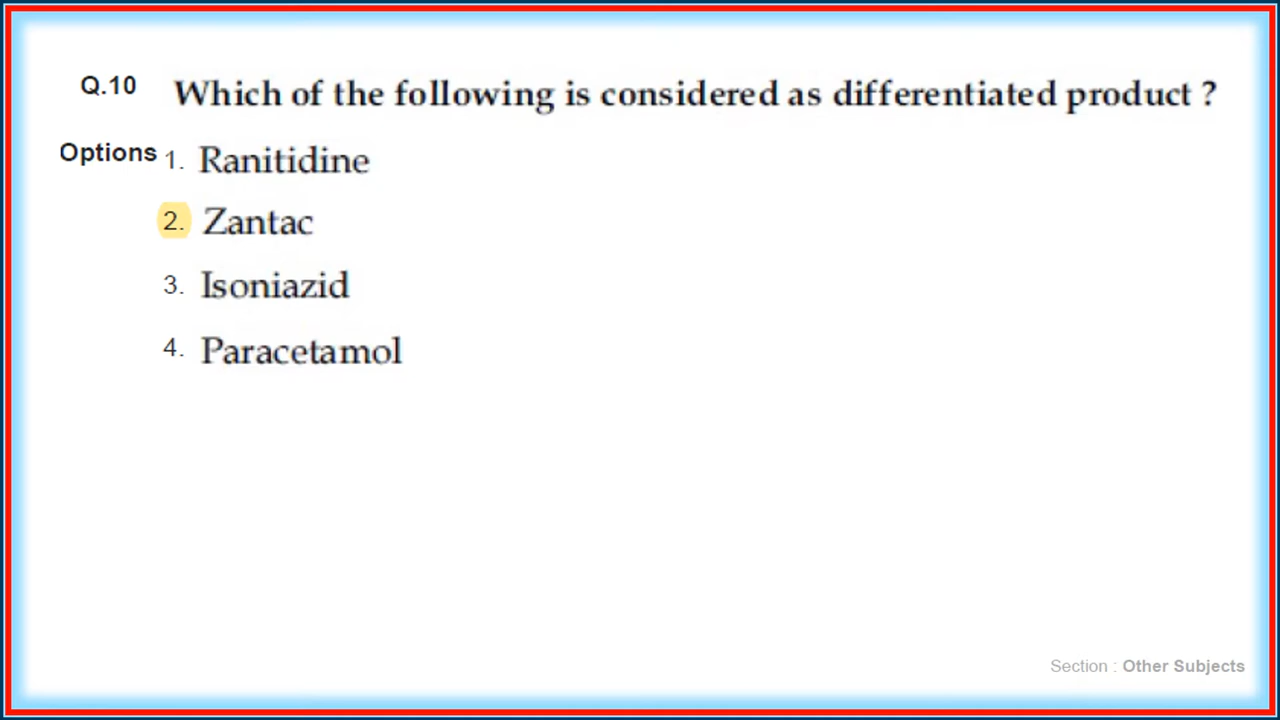 Q.10 Which of the following is considered as differentiated product ?
Options 1. Ranitidine
2. Zantac
3. Isoniazid
4. Paracetamol
Section : Other Subjects